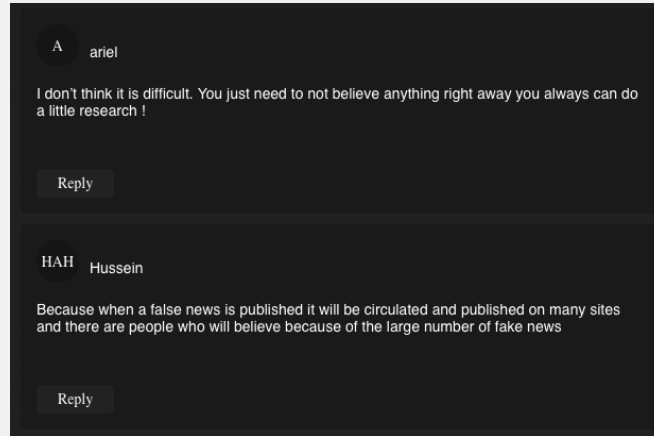 A
ariel
I don’t think it is difficult. You just need to not believe anything right away you always can do
a little research !
Reply
HAH
Hussein
Because when a false news is published it will be circulated and published on many sites
and there are people who will believe because of the large number of fake news
Reply